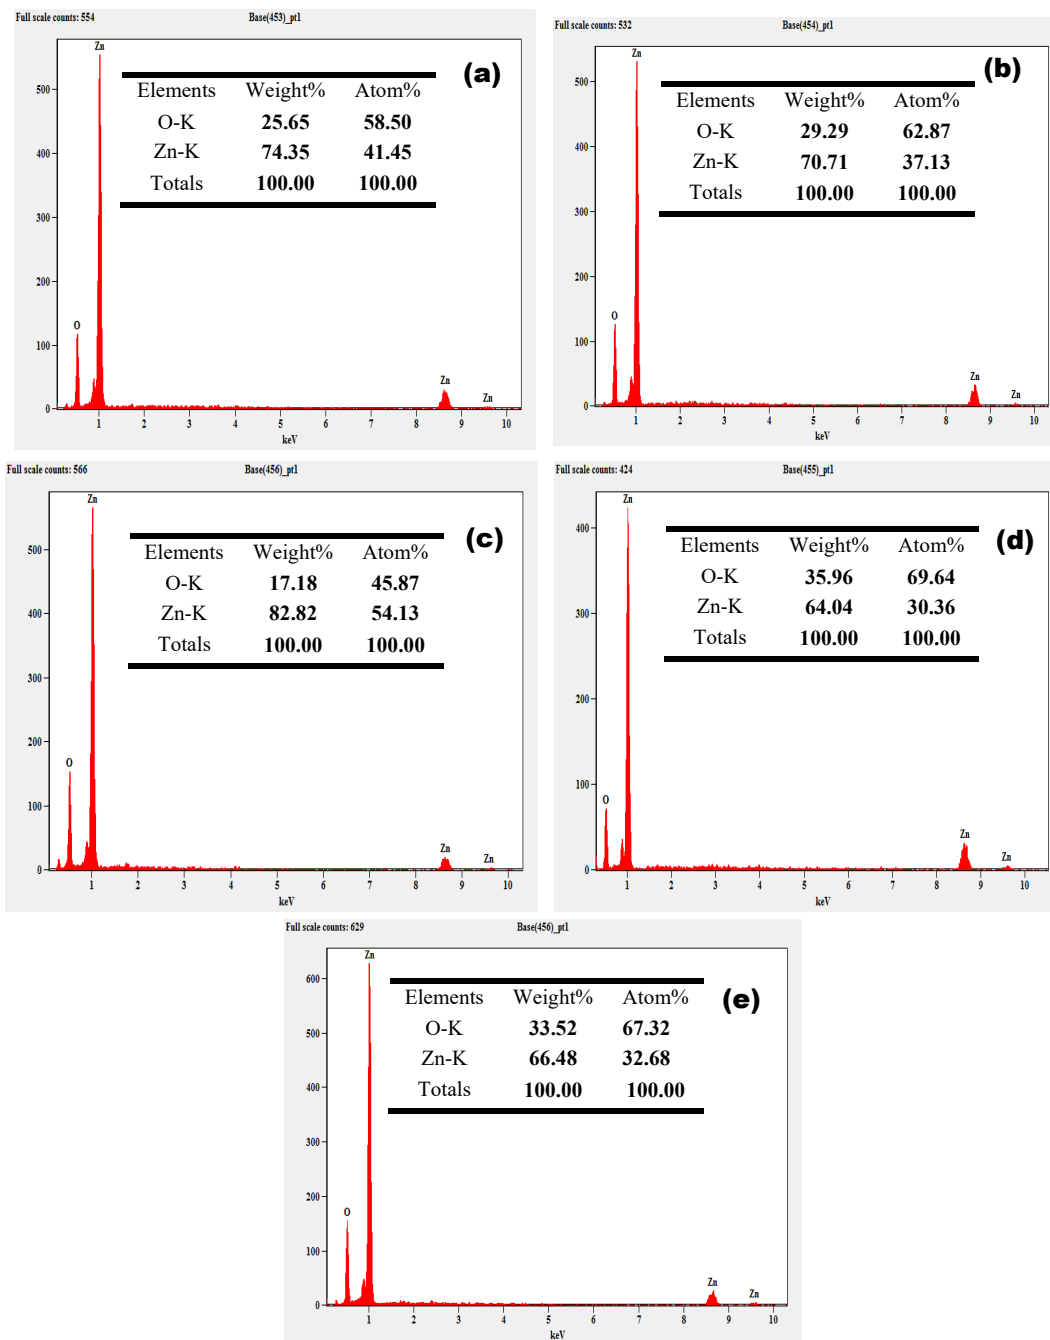 Full scale counts: 554 Base(453)_pt1
Zn
(a)
Elements Weight% Atom%
O-K 25.65 58.50
Zn-K 74.35 41.45
Totals 100.00 100.00
500
400
300
200
100
0
O
Zn
Zn
1 2 3 4 5 6 7 8 9 10
keV
Full scale counts: 532 Base(454)_pt1
Zn
(b)
Elements Weight% Atom%
O-K 29.29 62.87
Zn-K 70.71 37.13
Totals 100.00 100.00
500
400
300
200
100
0
O
Zn
Zn
1 2 3 4 5 6 7 8 9 10
keV
Full scale counts: 566 Base(456)_pt1
Zn
(c)
Elements Weight% Atom%
O-K 17.18 45.87
Zn-K 82.82 54.13
Totals 100.00 100.00
500
400
300
200
100
0
O
Zn
Zn
1 2 3 4 5 6 7 8 9 10
keV
Full scale counts: 424 Base(455)_pt1
Zn
(d)
Elements Weight% Atom%
O-K 35.96 69.64
Zn-K 64.04 30.36
Totals 100.00 100.00
400
300
200
100
0
O
Zn
Zn
1 2 3 4 5 6 7 8 9 10
keV
Full scale counts: 629 Base(456)_pt1
Zn
(e)
Elements Weight% Atom%
O-K 33.52 67.32
Zn-K 66.48 32.68
Totals 100.00 100.00
600
500
400
300
200
100
0
O
Zn
Zn
1 2 3 4 5 6 7 8 9 10
keV